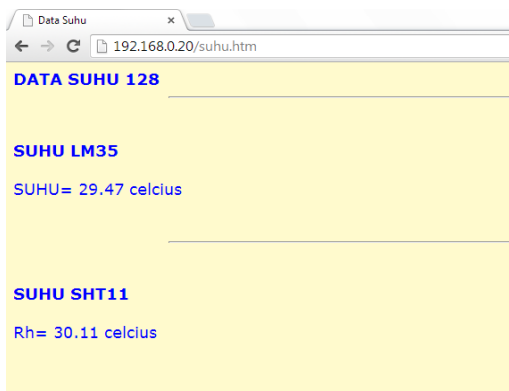 Data Suhu
192.168.0.20/suhu.htm
DATA SUHU 128
SUHU LM35
SUHU= 29.47 celcius
SUHU SHT11
Rh= 30.11 celcius